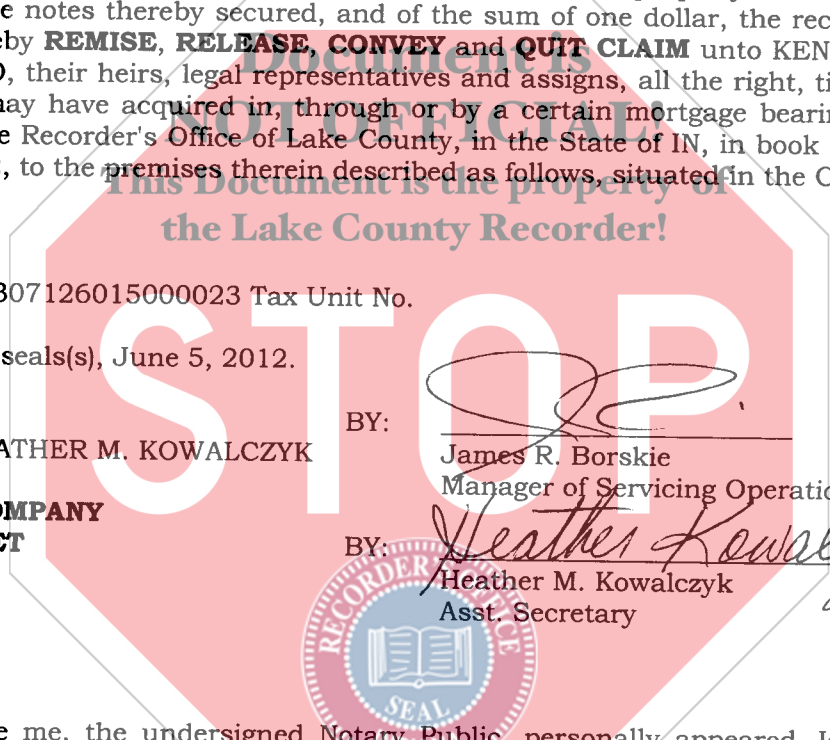 e notes thereby secured, and of the sum of one dollar, the rec
eby REMISE, RELEASE, CONVEY and QUIT CLAIM unto KEN
Document is
, their heirs, legal representatives and assigns, all the right, ti
may have acquired in, through or by a certain mortgage bearin
NOT OFFICIAL!
e Recorder's Office of Lake County, in the State of IN, in book
, to the premises therein described as follows, situated in the C
This Document is the property of
the Lake County Recorder!
307126015000023 Tax Unit No.
STOP
seals(s), June 5, 2012.
BY:
ATHER M. KOWALCZYK
James R. Borskie
Manager of Servicing Operatio
OMPANY
CT
BY:
Heather Kowal
Heather M. Kowalczyk
Asst. Secretary
RECORDER'S OFFICE
SEAL
e me, the undersigned Notary Public, personally appeared